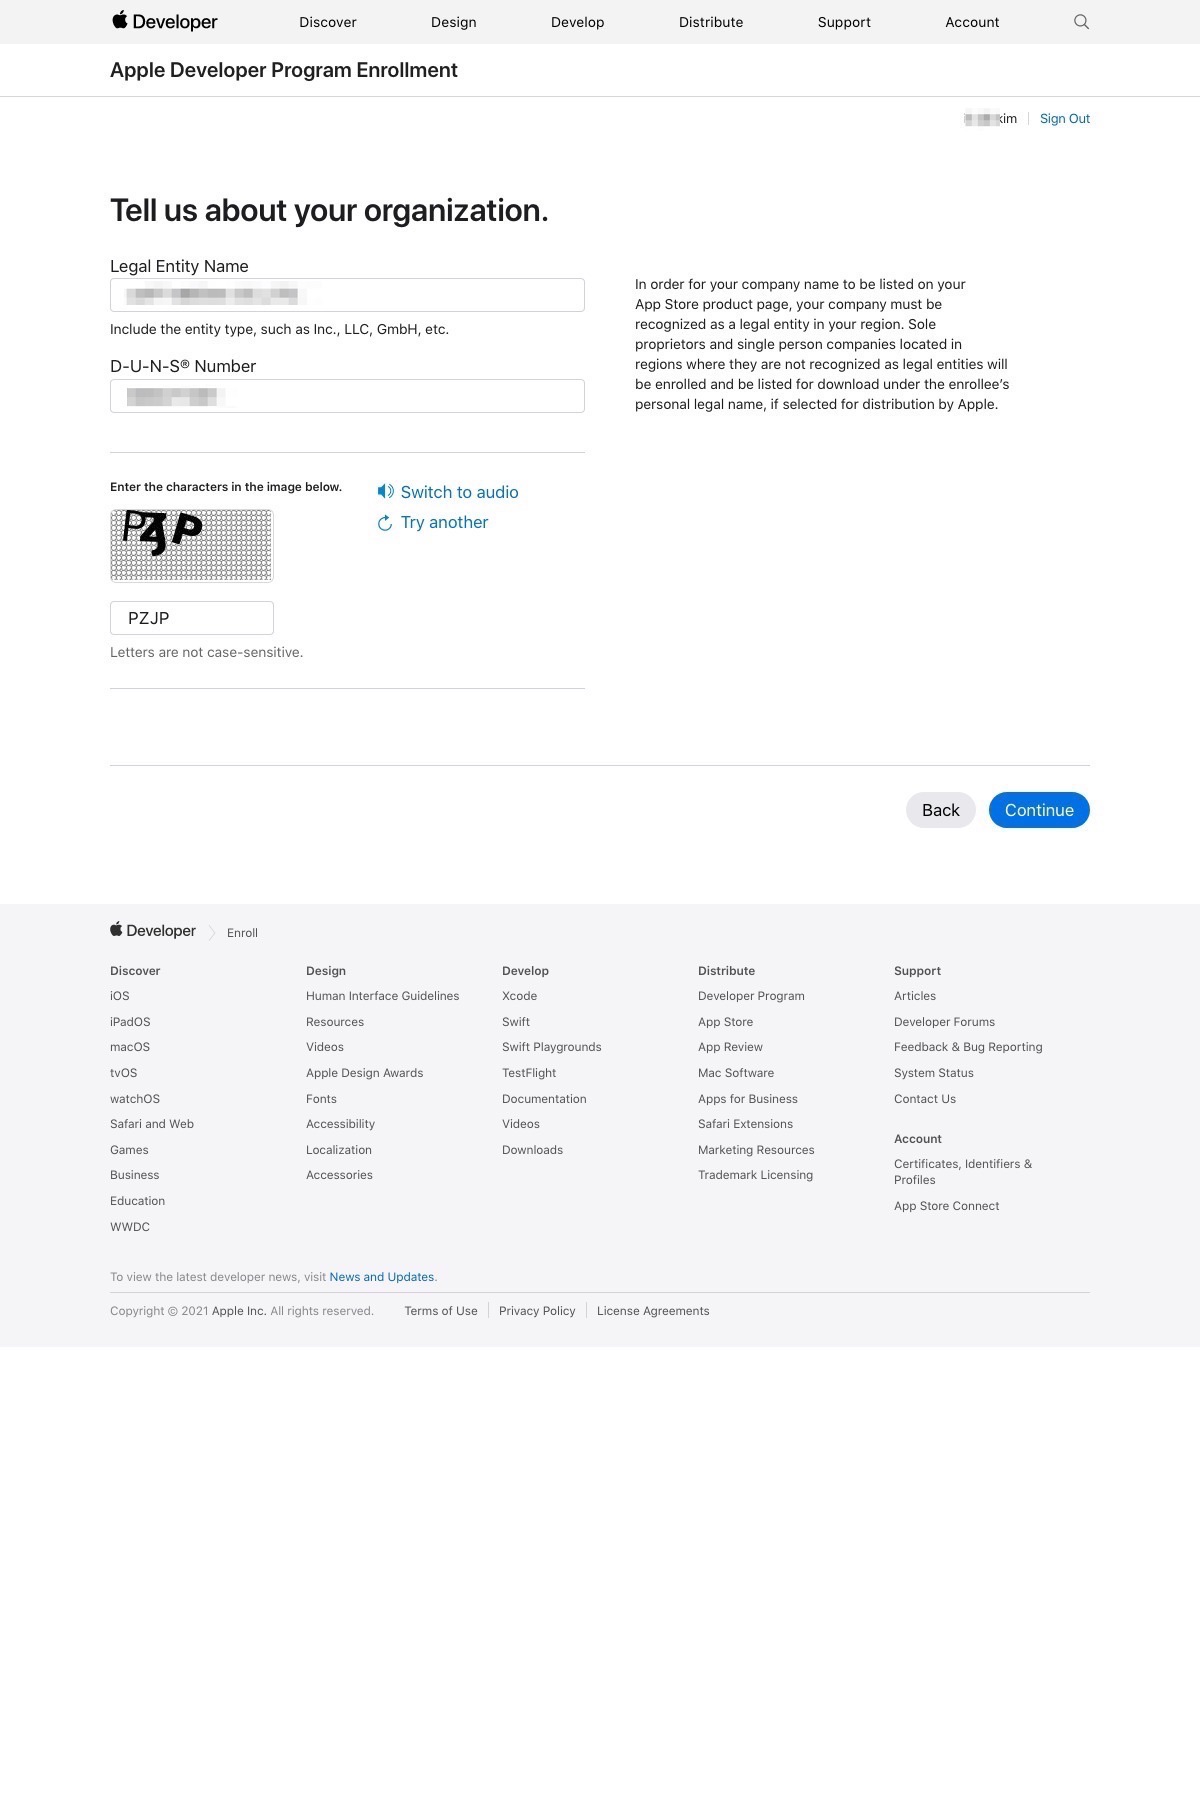 Developer
Discover
Design
Develop
Distribute
Support
Account
Apple Developer Program Enrollment
kim
Sign Out
Tell us about your organization.
Legal Entity Name
Include the entity type, such as Inc., LLC, GmbH, etc.
D-U-N-S® Number
In order for your company name to be listed on your
App Store product page, your company must be
recognized as a legal entity in your region. Sole
proprietors and single person companies located in
regions where they are not recognized as legal entities will
be enrolled and be listed for download under the enrollee's
personal legal name, if selected for distribution by Apple.
Enter the characters in the image below.
Switch to audio
Try another
PZJP
PZJP
Letters are not case-sensitive.
Back
Continue
Developer
Enroll
Discover
iOS
iPadOS
macOS
tvOS
watchOS
Safari and Web
Games
Business
Education
WWDC
Design
Human Interface Guidelines
Resources
Videos
Apple Design Awards
Fonts
Accessibility
Localization
Accessories
Develop
Xcode
Swift
Swift Playgrounds
TestFlight
Documentation
Videos
Downloads
Distribute
Developer Program
App Store
App Review
Mac Software
Apps for Business
Safari Extensions
Marketing Resources
Trademark Licensing
Support
Articles
Developer Forums
Feedback & Bug Reporting
System Status
Contact Us
Account
Certificates, Identifiers &
Profiles
App Store Connect
To view the latest developer news, visit News and Updates.
Copyright © 2021 Apple Inc. All rights reserved.
Terms of Use
Privacy Policy
License Agreements